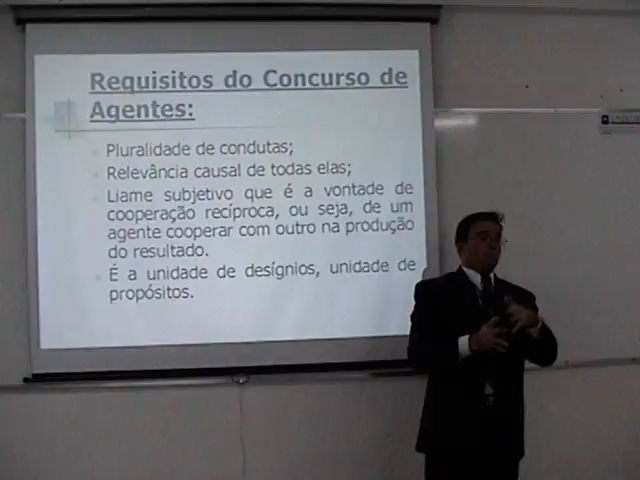 Requisitos do Concurso de
Agentes:
Pluralidade de condutas;
Relevância causal de todas elas;
Liame subjetivo que é a vontade de
cooperação recíproca, ou seja, de um
agente cooperar com outro na produção
do resultado.
É a unidade de desígnios, unidade de
propósitos.